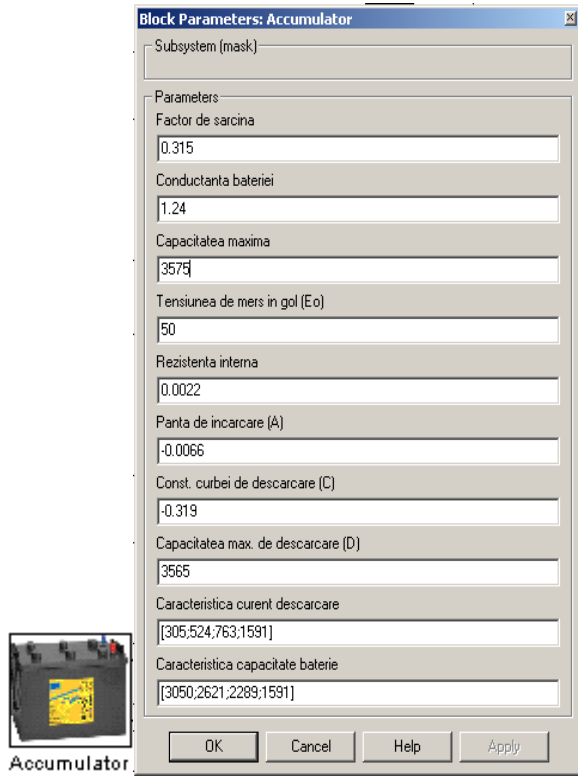 Block Parameters: Accumulator
Subsystem (mask)
Parameters
Factor de sarcina
0.315
Conductanta bateriei
1.24
Capacitatea maxima
3575
Tensiunea de mers in gol (Eo)
50
Rezistenta interna
0.0022
Panta de incarcare (A)
-0.0066
Const. curbei de descarcare (C)
-0.319
Capacitatea max. de descarcare (D)
3565
Caracteristica curent descarcare
[305;524;763;1591]
Caracteristica capacitate baterie
[3050;2621;2289;1591]
OK Cancel Help Apply
Accumulator